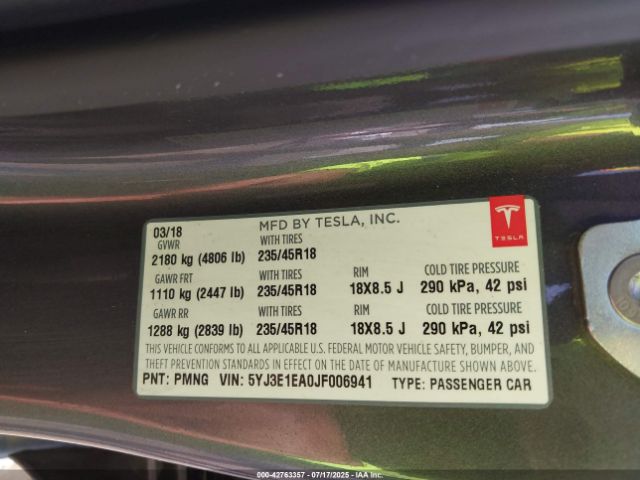 03/18 MFD BY TESLA, INC.
GVWR WITH TIRES
2180 kg (4806 lb) 235/45R18
GAWR FRT WITH TIRES RIM COLD TIRE PRESSURE
1110 kg (2447 lb) 235/45R18 18X8.5 J 290 kPa, 42 psi
GAWR RR WITH TIRES RIM COLD TIRE PRESSURE
1288 kg (2839 lb) 235/45R18 18X8.5 J 290 kPa, 42 psi
THIS VEHICLE CONFORMS TO ALL APPLICABLE U.S. FEDERAL MOTOR VEHICLE SAFETY, BUMPER, AND
THEFT PREVENTION STANDARDS IN EFFECT ON THE DATE OF MANUFACTURE SHOWN ABOVE.
PNT: PMNG VIN: 5YJ3E1EA0JF006941 TYPE: PASSENGER CAR
TESLA
000-42763357 - 07/17/2025 - IAAI.COM